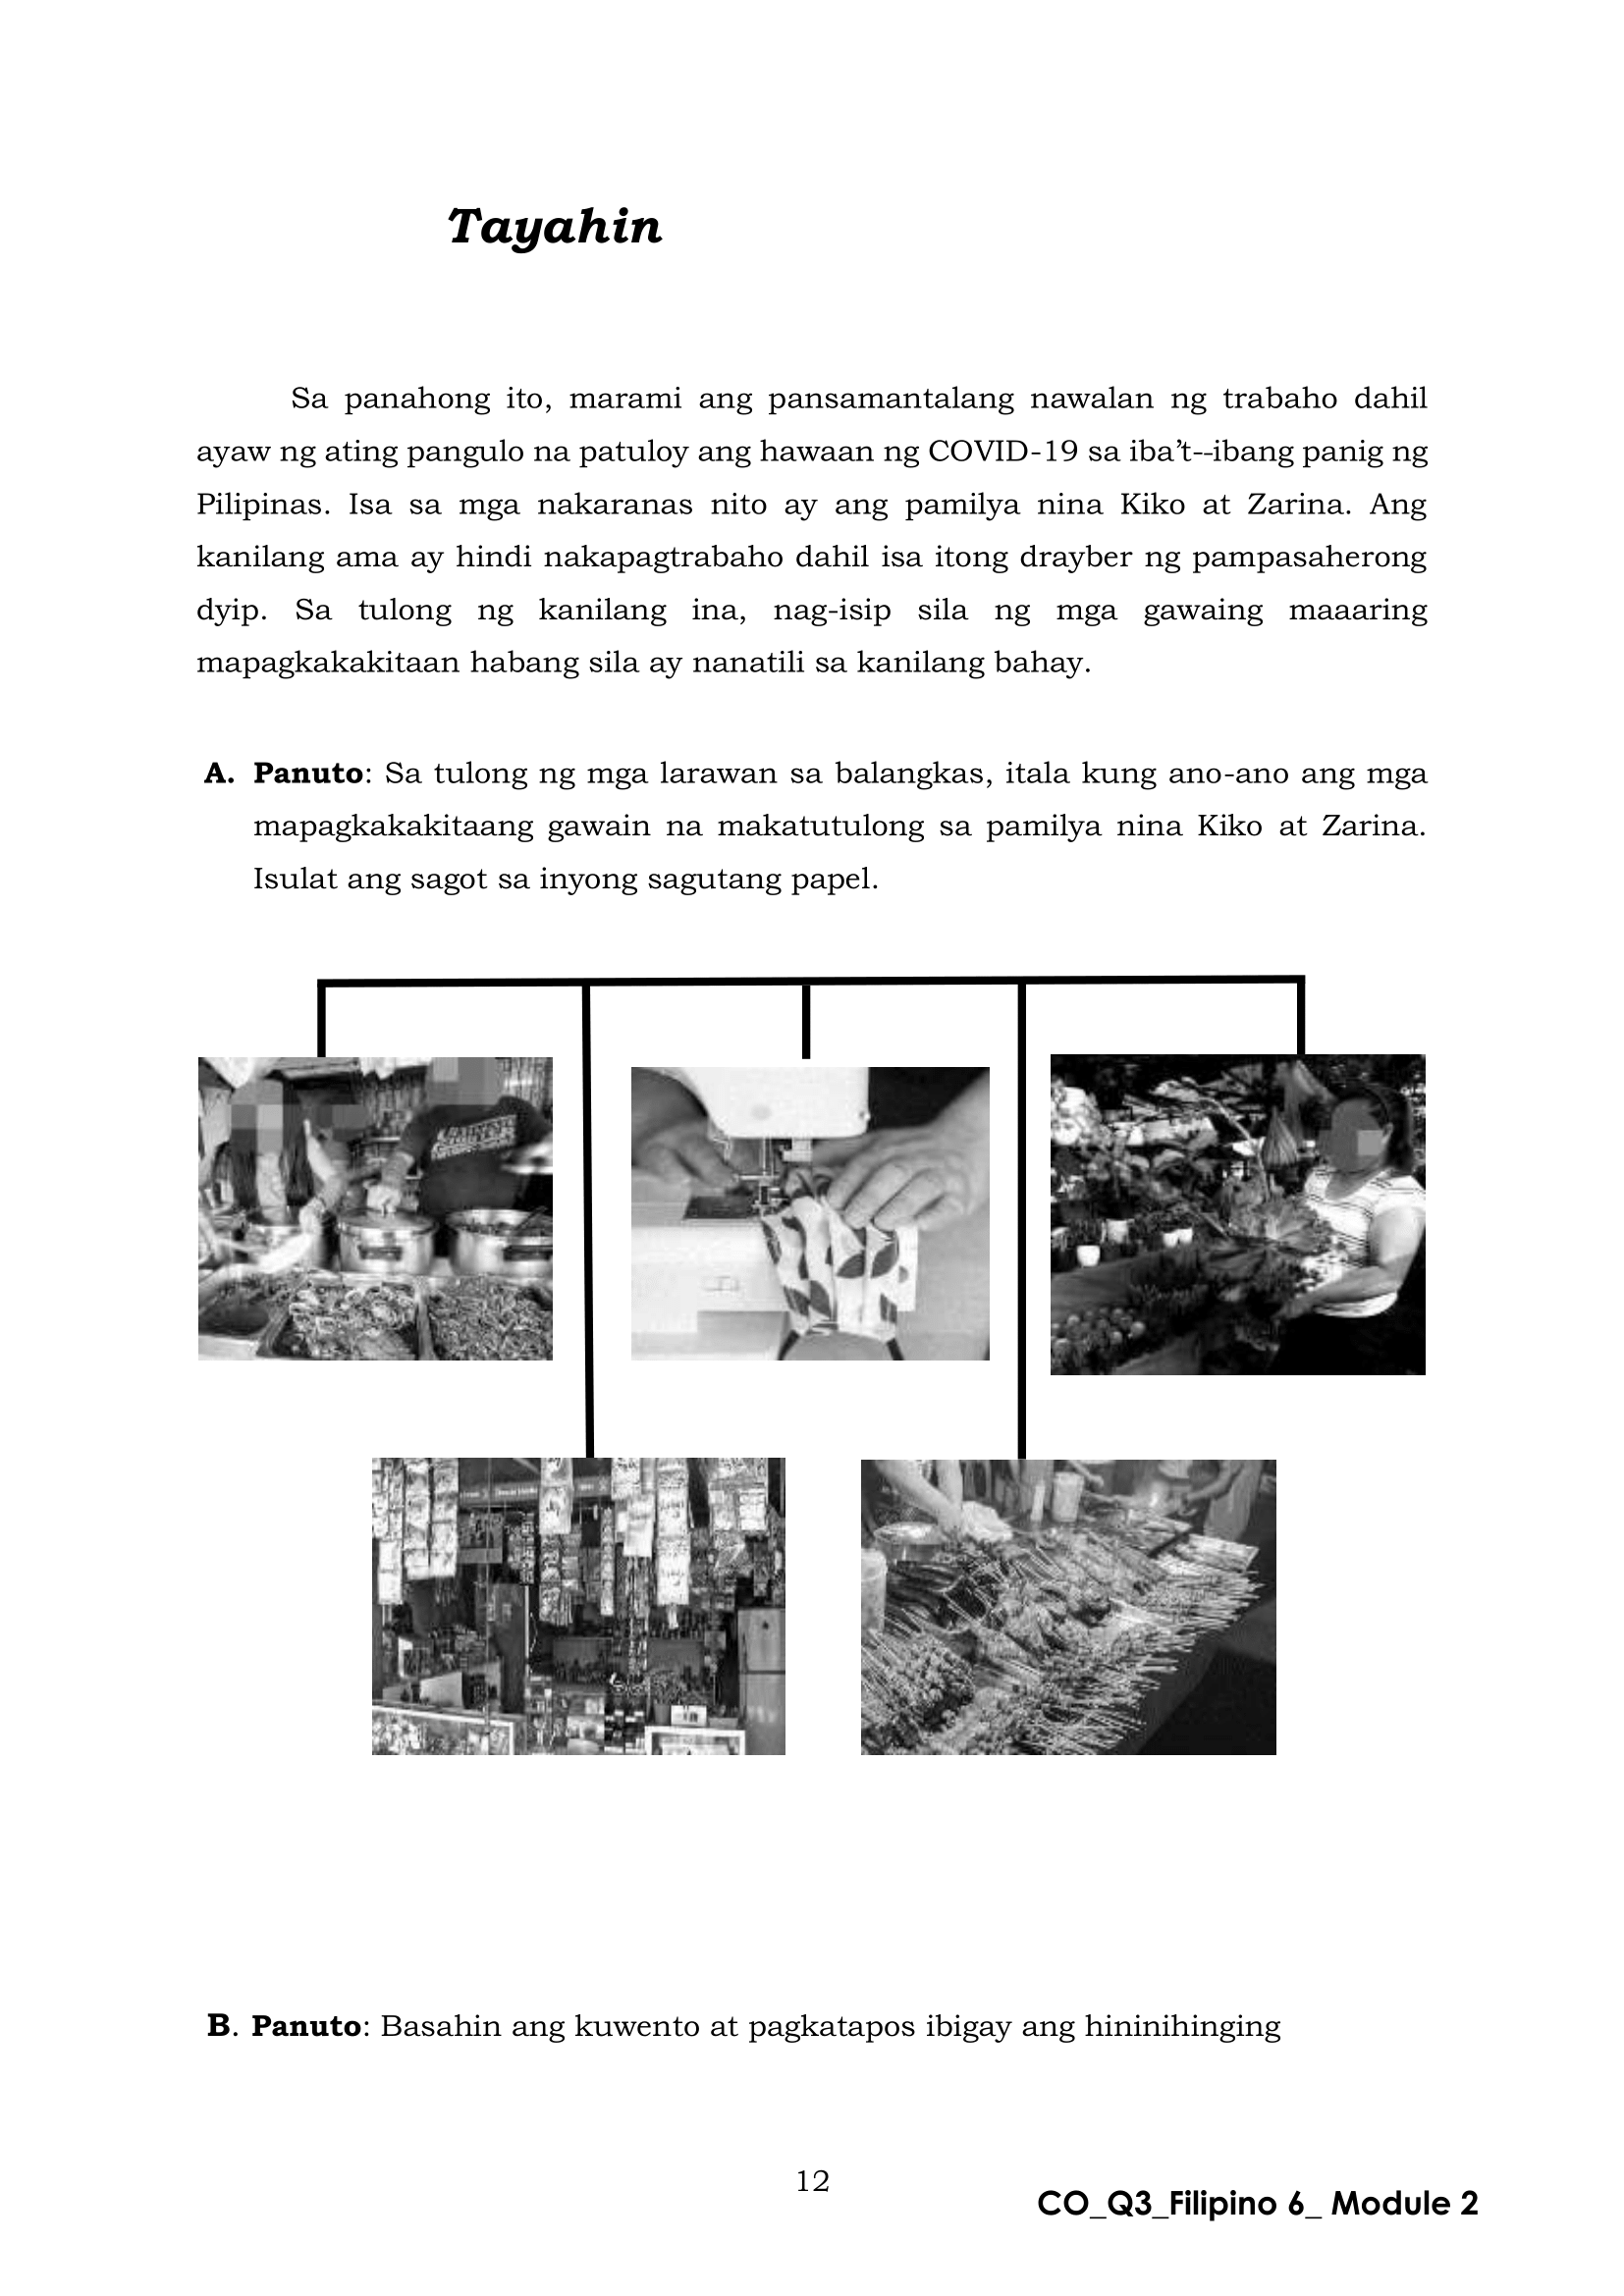 Tayahin
Sa panahong ito, marami ang pansamantalang nawalan ng trabaho dahil
ayaw ng ating pangulo na patuloy ang hawaan ng COVID-19 sa iba’t--ibang panig ng
Pilipinas. Isa sa mga nakaranas nito ay ang pamilya nina Kiko at Zarina. Ang
kanilang ama ay hindi nakapagtrabaho dahil isa itong drayber ng pampasaherong
dyip. Sa tulong ng kanilang ina, nag-isip sila ng mga gawaing maaaring
mapagkakakitaan habang sila ay nanatili sa kanilang bahay.
A. Panuto: Sa tulong ng mga larawan sa balangkas, itala kung ano-ano ang mga
mapagkakakitaang gawain na makatutulong sa pamilya nina Kiko at Zarina.
Isulat ang sagot sa inyong sagutang papel.
B. Panuto: Basahin ang kuwento at pagkatapos ibigay ang hininihinging
12
CO_Q3_Filipino 6_ Module 2